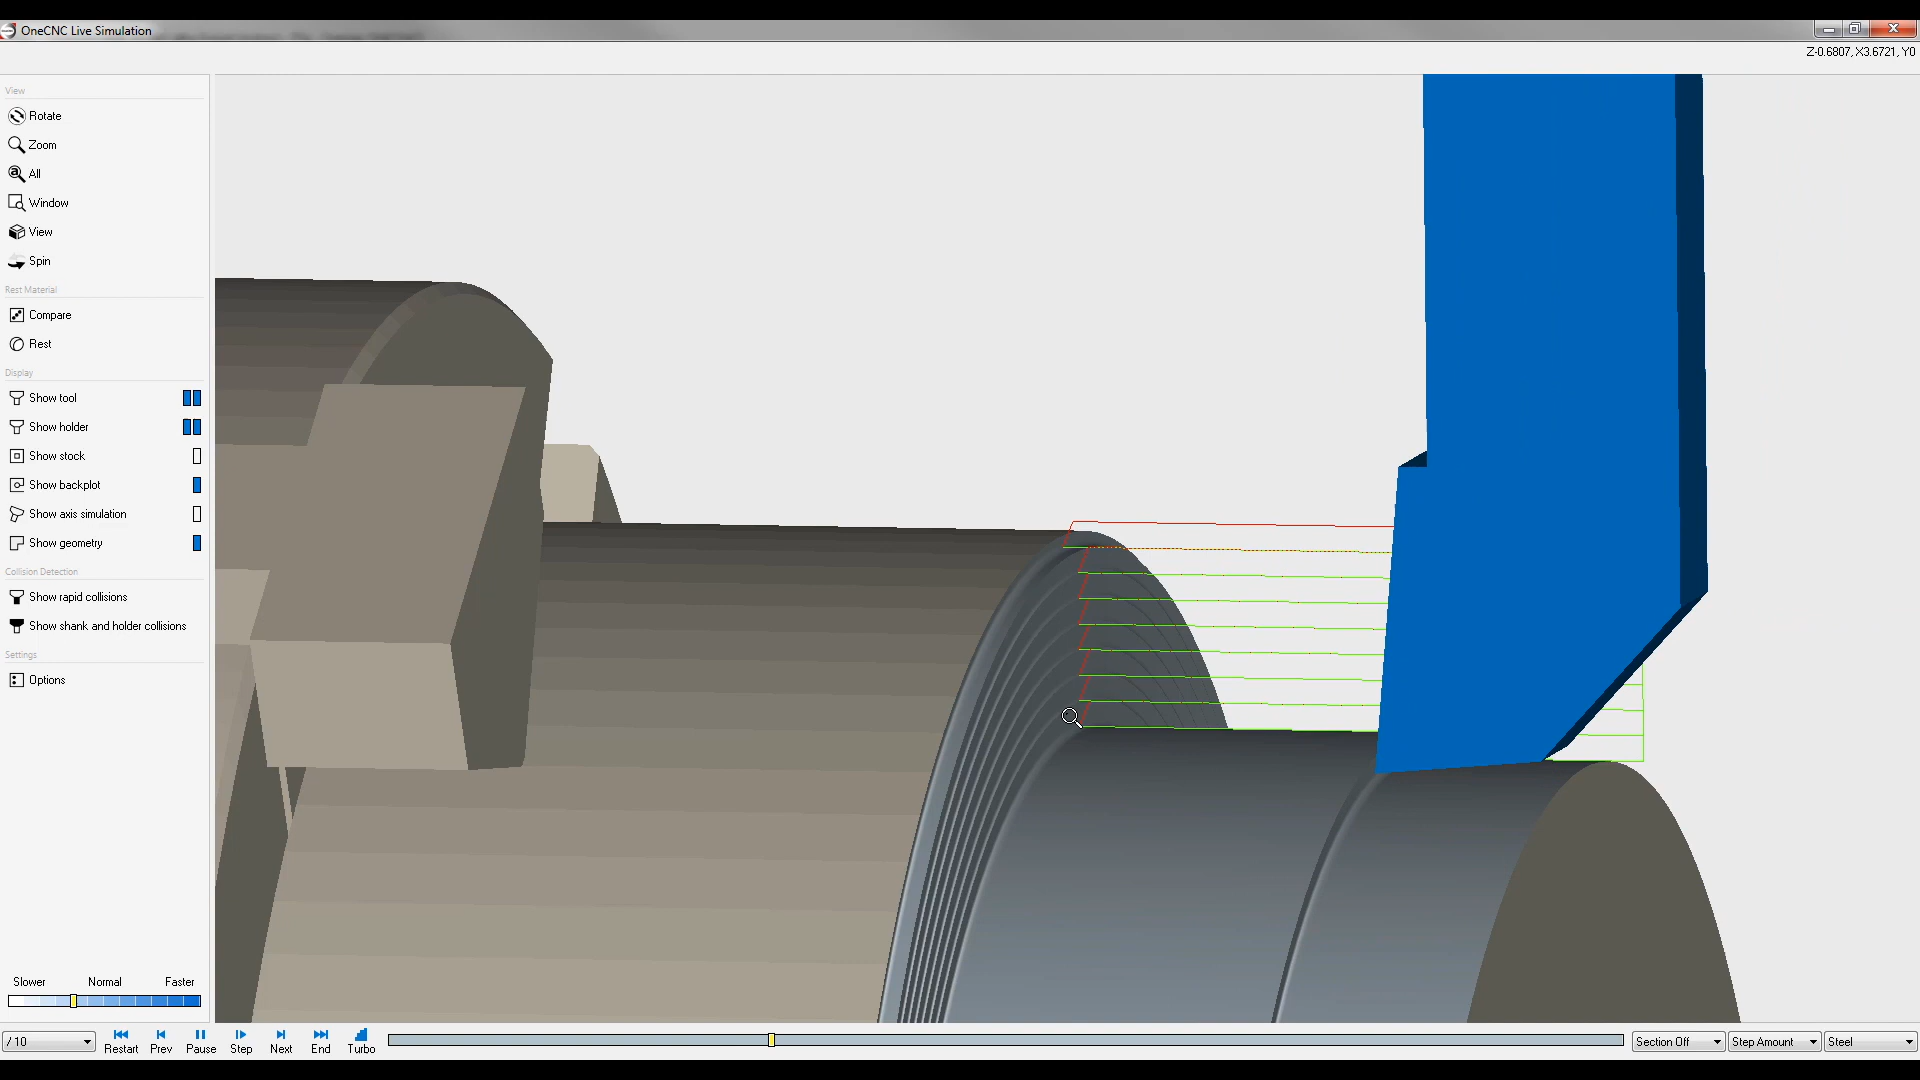 OneCNC Live Simulation
Z-0.6807, X3.6721, Y0
View
Rotate
Zoom
All
Window
View
Spin
Rest Material
Compare
Rest
Display
Show tool
Show holder
Show stock
Show backplot
Show axis simulation
Show geometry
Collision Detection
Show rapid collisions
Show shank and holder collisions
Settings
Options
Slower Normal Faster
/ 10
Restart Prev Pause Step Next End Turbo
Section Off Step Amount Steel